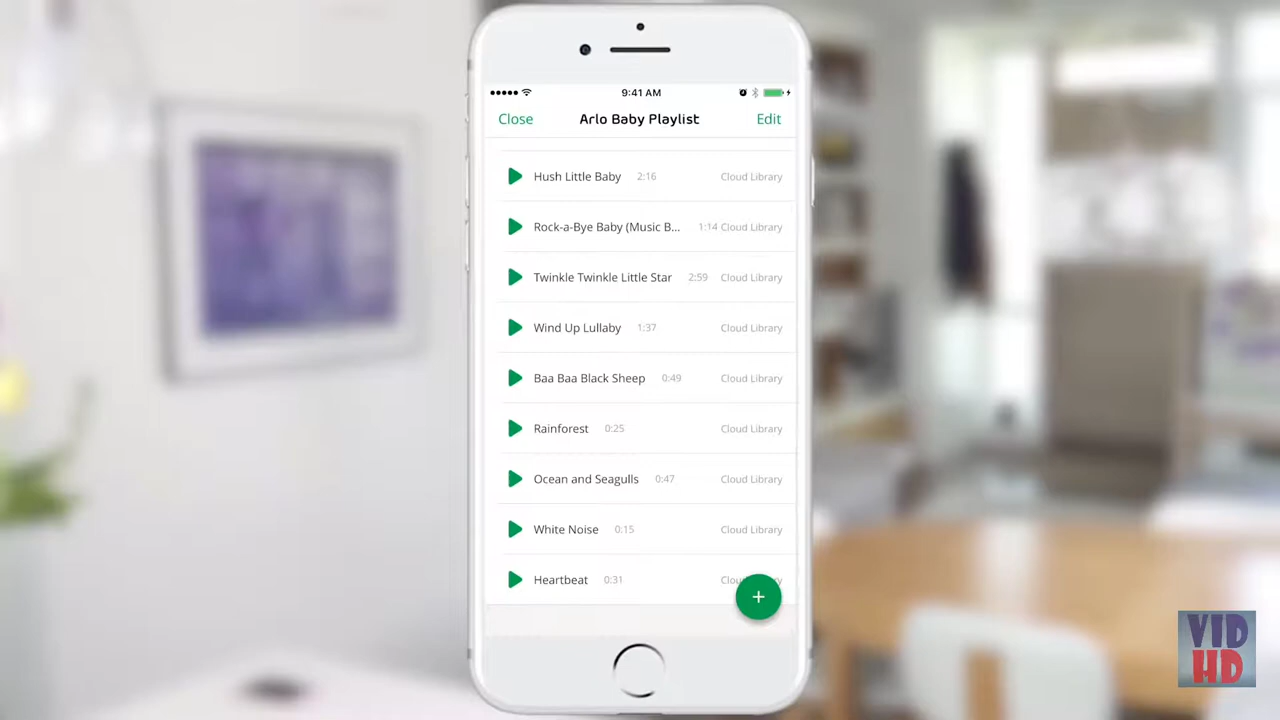 9:41 AM
Close Arlo Baby Playlist Edit
Hush Little Baby 2:16 Cloud Library
Rock-a-Bye Baby (Music B... 1:14 Cloud Library
Twinkle Twinkle Little Star 2:59 Cloud Library
Wind Up Lullaby 1:37 Cloud Library
Baa Baa Black Sheep 0:49 Cloud Library
Rainforest 0:25 Cloud Library
Ocean and Seagulls 0:47 Cloud Library
White Noise 0:15 Cloud Library
Heartbeat 0:31
+
VID
HD